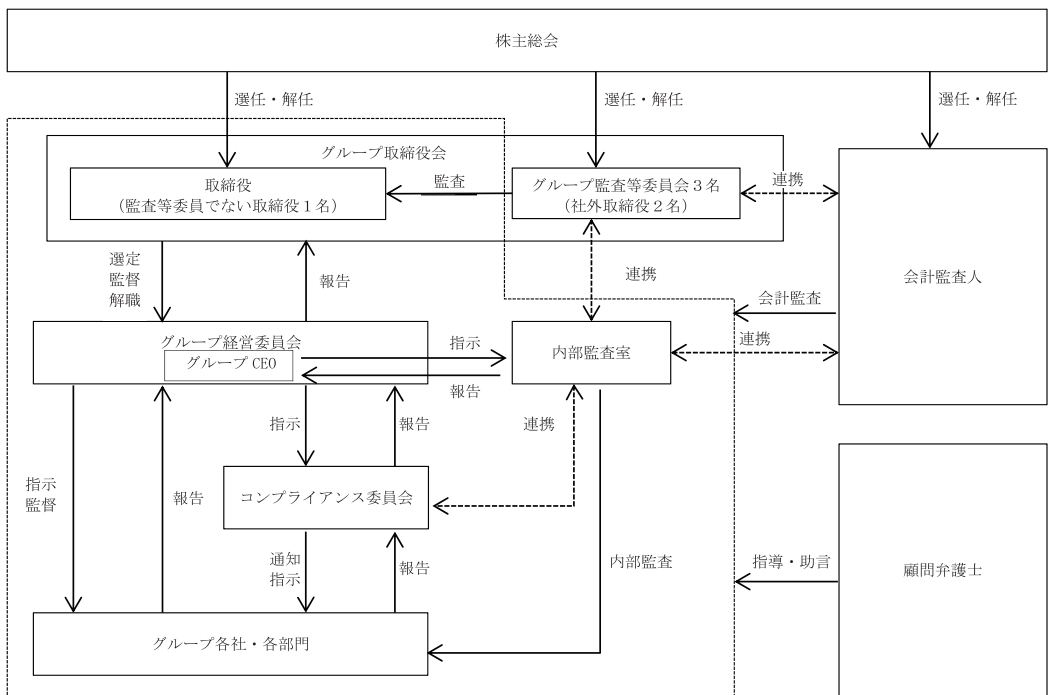 株主総会
選任・解任
選任・解任
選任・解任
グループ取締役会
取締役
（監査等委員でない取締役１名）
監査
グループ監査等委員会３名
（社外取締役２名）
連携
会計監査人
選定
監督
解職
報告
連携
会計監査
連携
グループ経営委員会
グループ CEO
指示
報告
内部監査室
指示
報告
連携
指示
監督
報告
コンプライアンス委員会
通知
指示
報告
内部監査
指導・助言
顧問弁護士
グループ各社・各部門